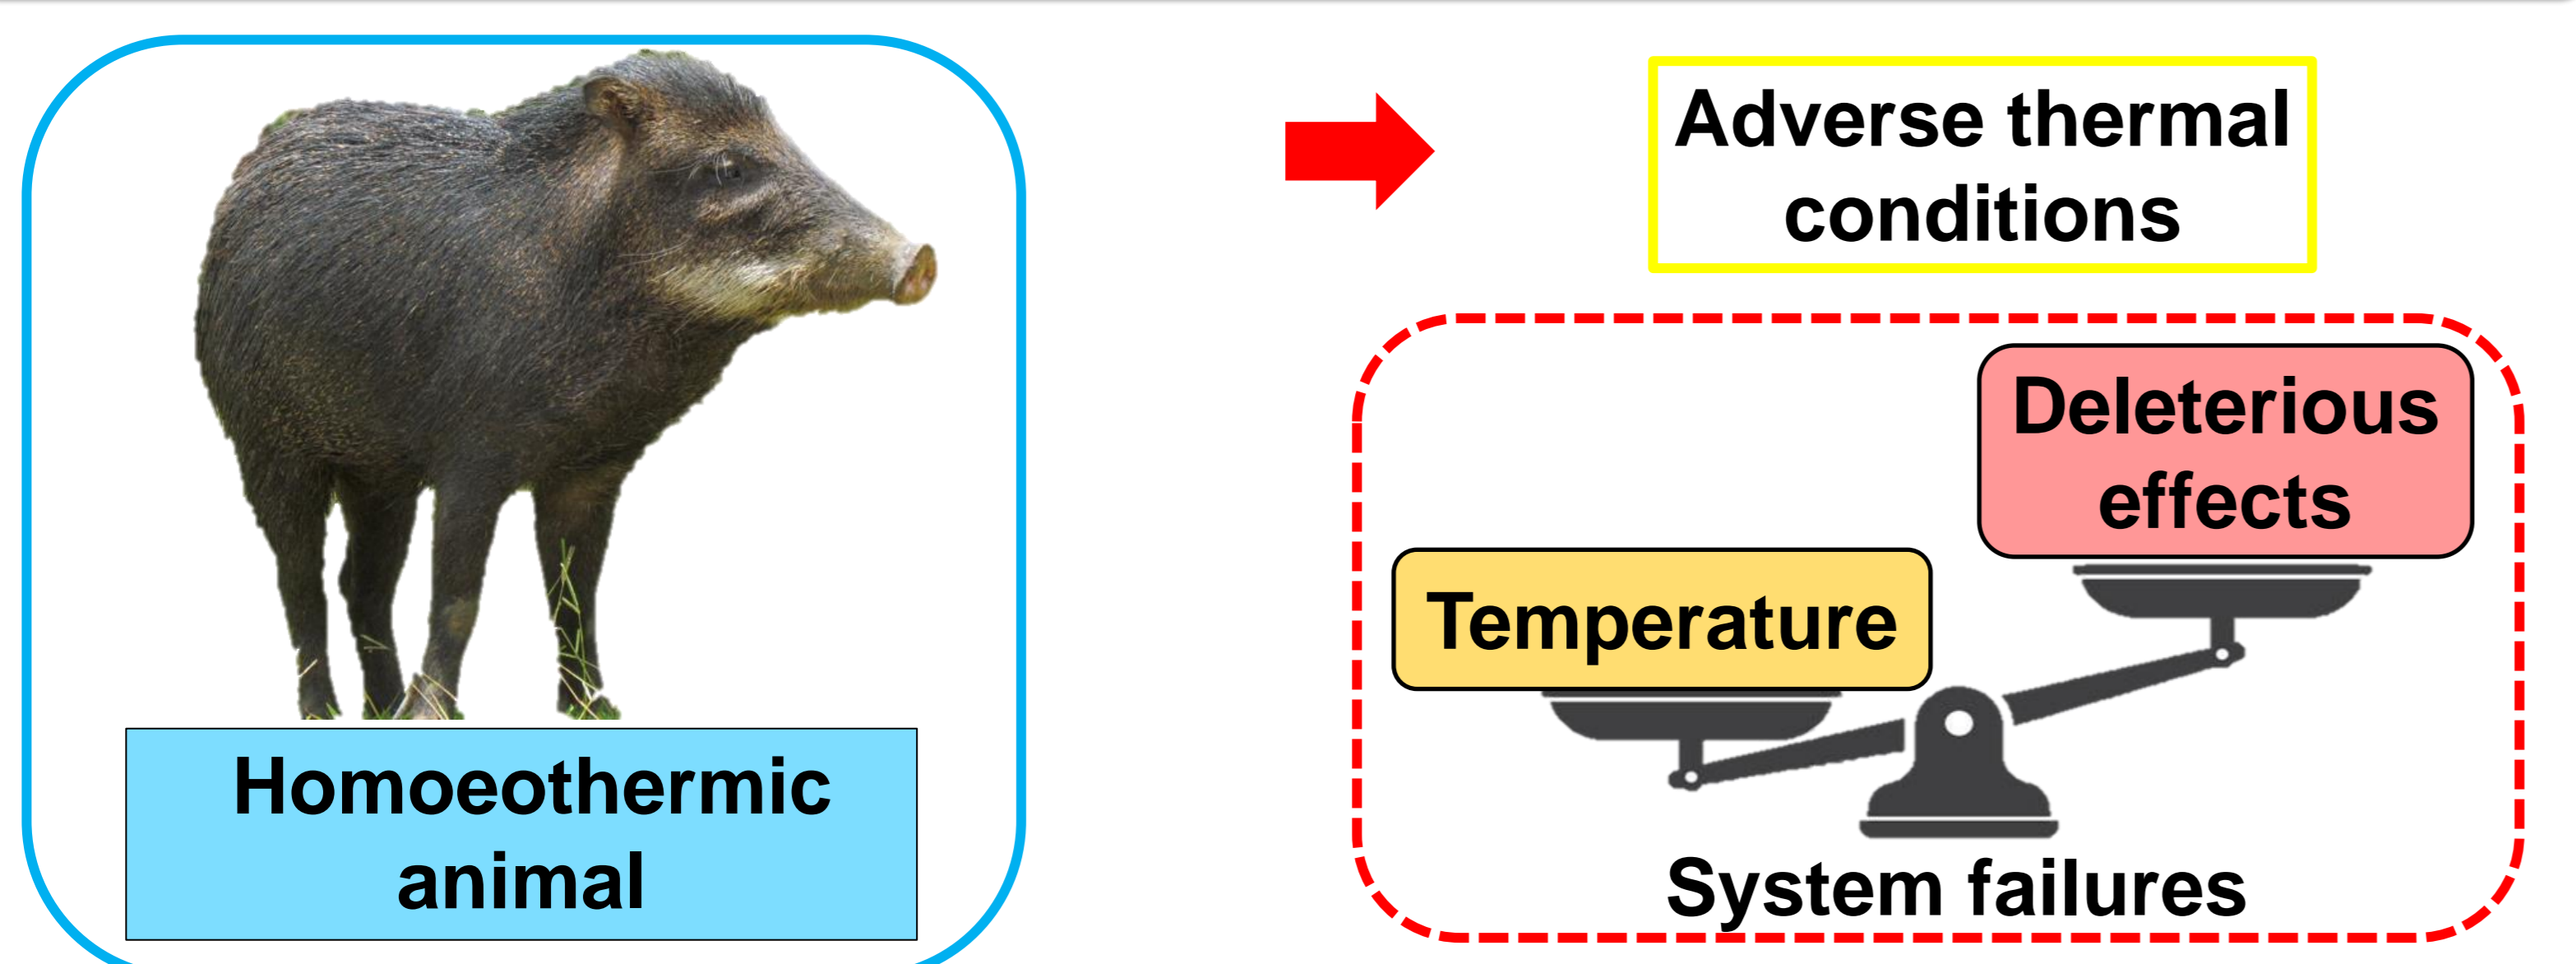 Homoeothermic
animal
Adverse thermal
conditions
Deleterious
effects
Temperature
System failures